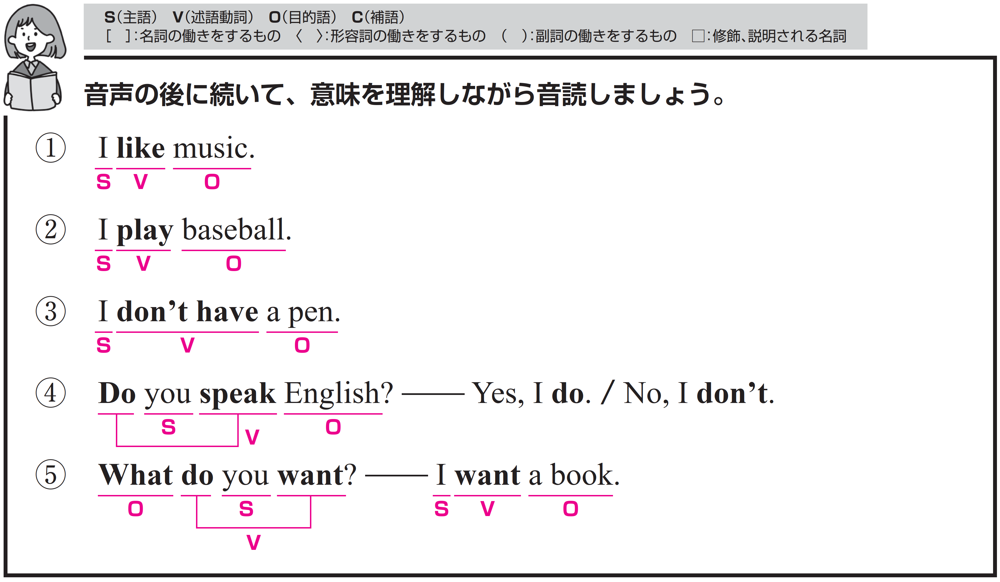 S（主語）　V（述語動詞）　O（目的語）　C（補語）
［　］：名詞の働きをするもの　〈　〉：形容詞の働きをするもの　（　）：副詞の働きをするもの　□：修飾、説明される名詞
音声の後に続いて、意味を理解しながら音読しましょう。
① I like music.
S V O
② I play baseball.
S V O
③ I don’t have a pen.
S V O
④ Do you speak English? —— Yes, I do. / No, I don’t.
S V O
⑤ What do you want? —— I want a book.
O S S V O
V